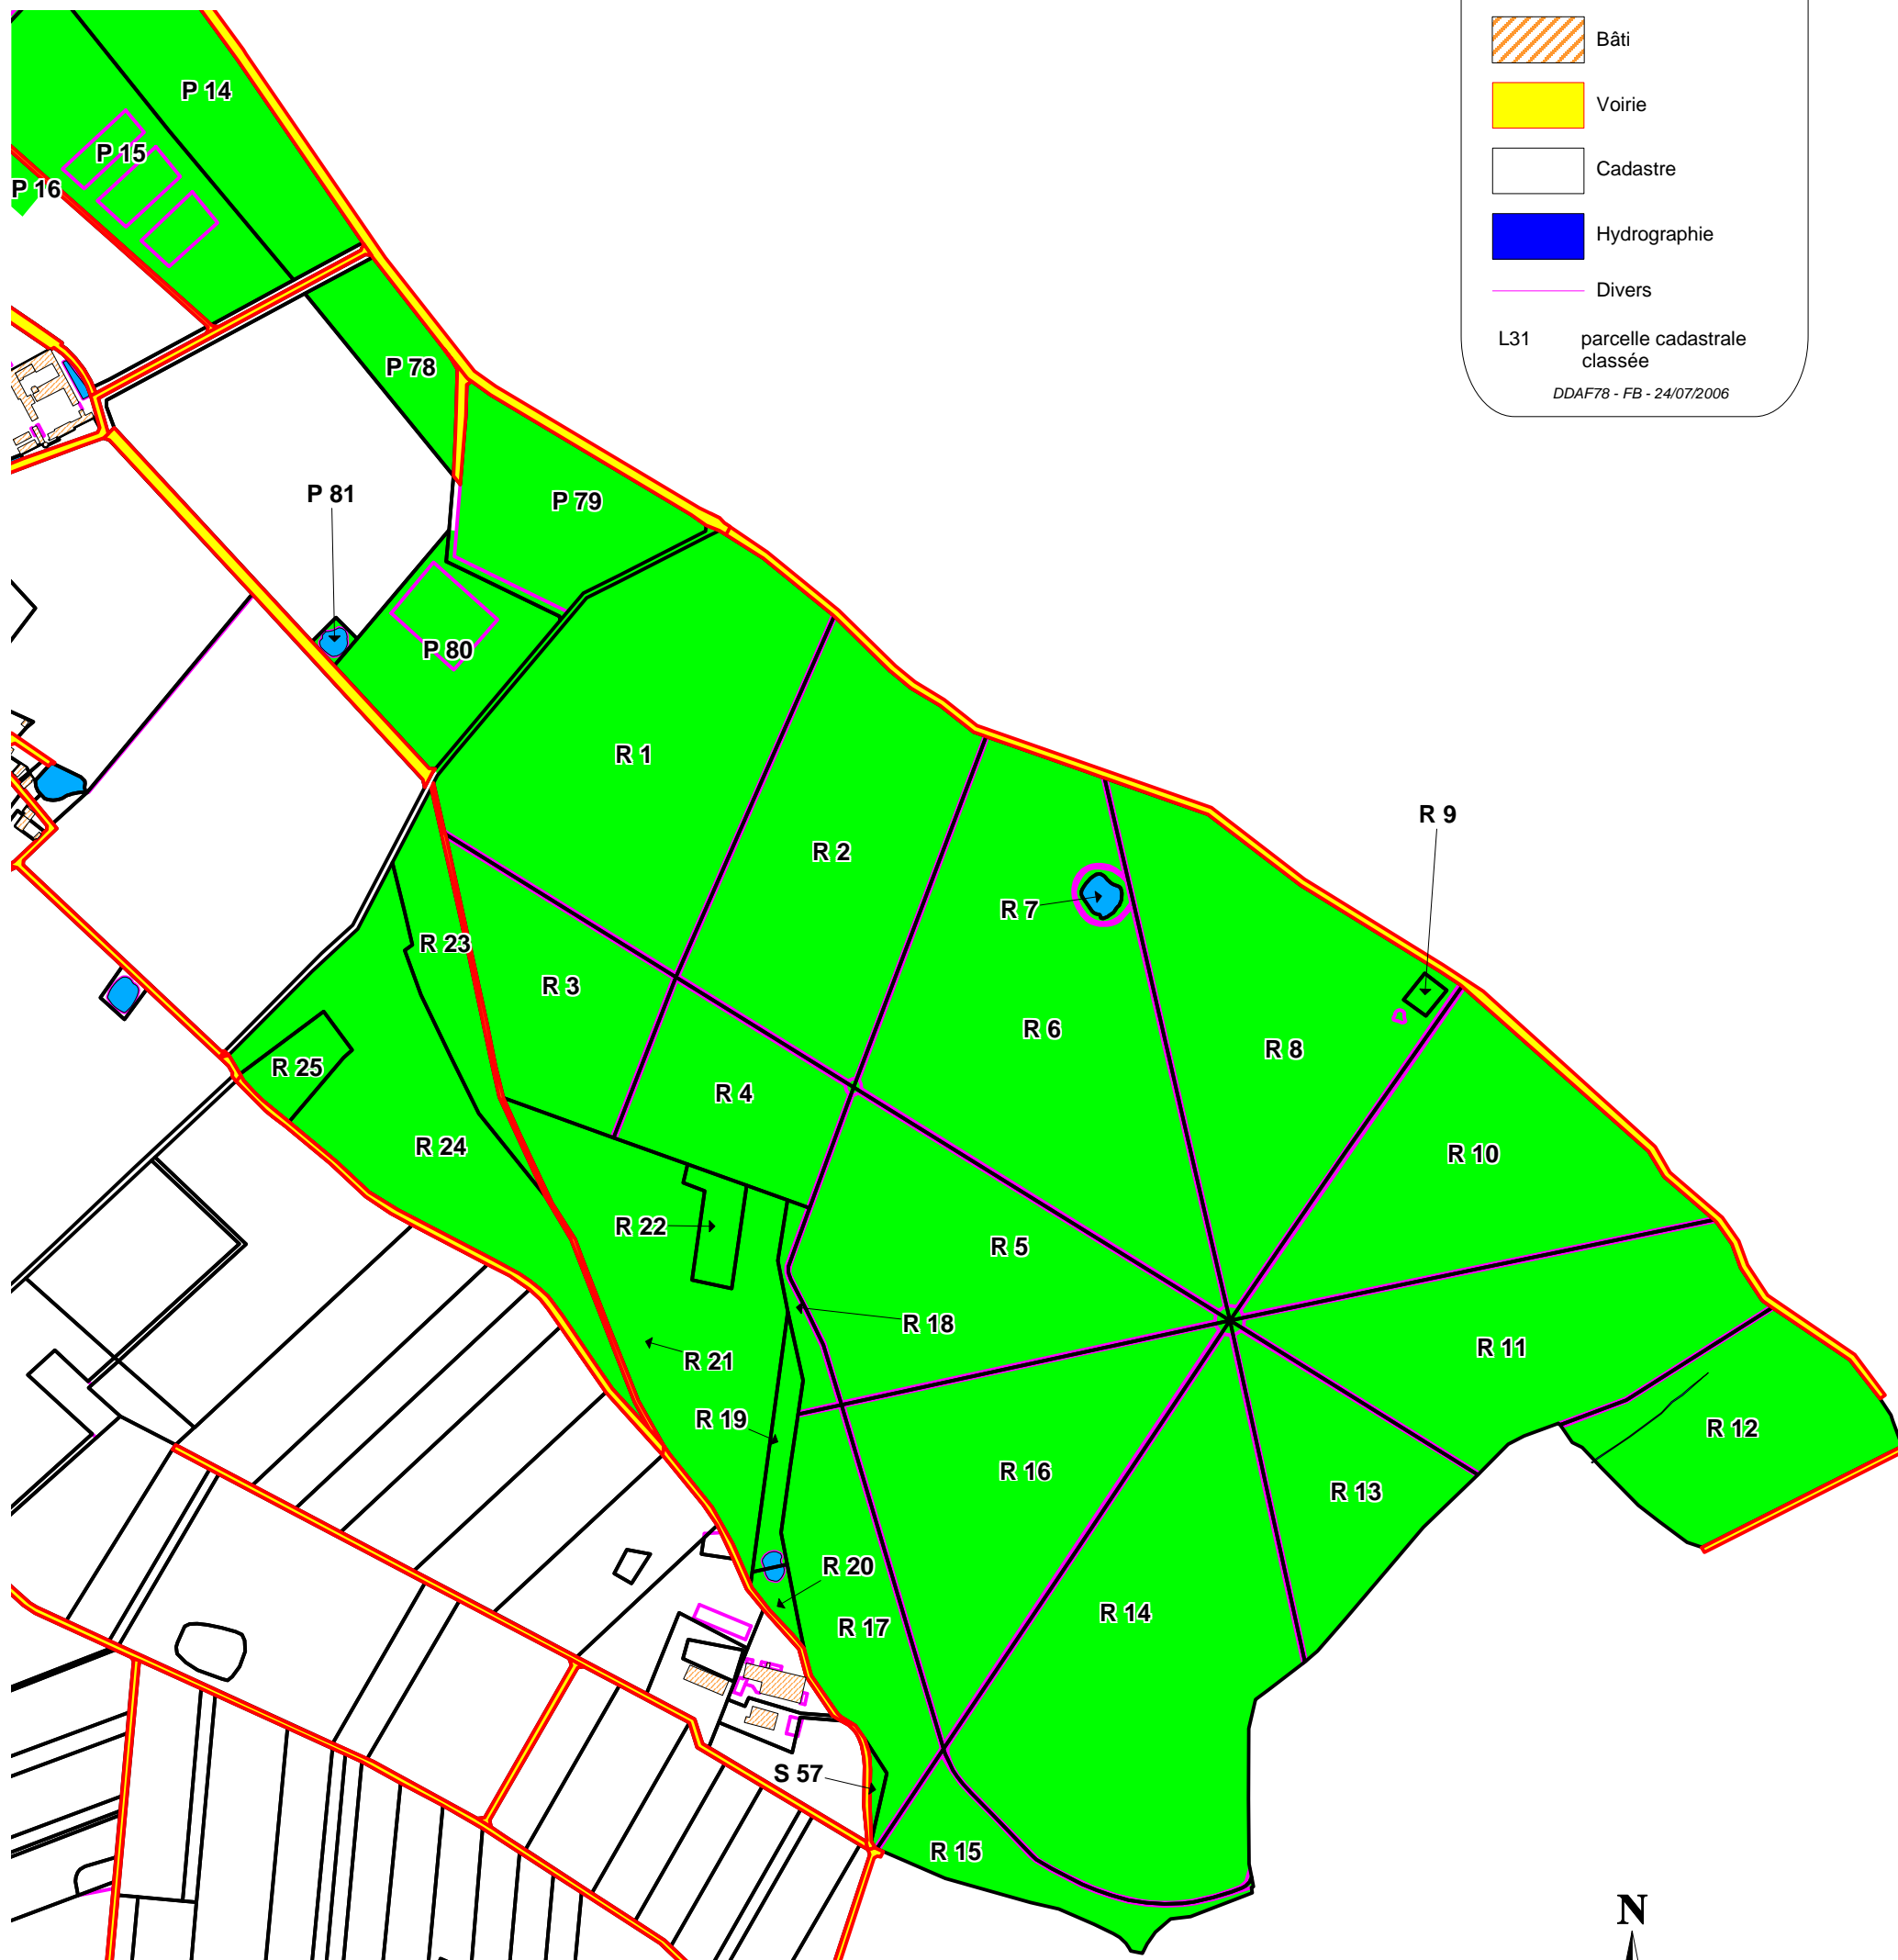 Bâti
Voirie
Cadastre
Hydrographie
Divers
L31 parcelle cadastrale
classée
DDAF78 - FB - 24/07/2006
P 14
P 15
P 16
P 78
P 81
P 79
P 80
R 1
R 2
R 9
R 7
R 23
R 3
R 6
R 8
R 25
R 4
R 24
R 10
R 22
R 5
R 18
R 21
R 11
R 19
R 12
R 16
R 13
R 20
R 14
R 17
S 57
R 15
N